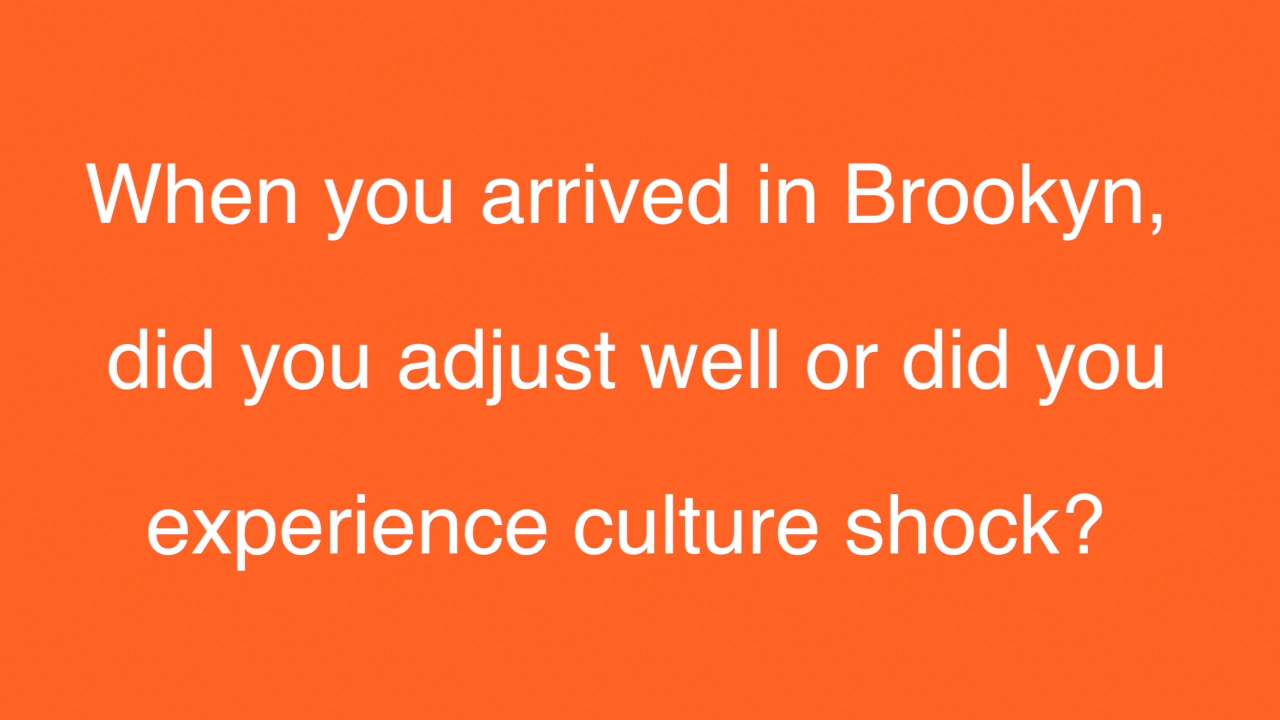 When you arrived in Brookyn,
did you adjust well or did you
experience culture shock?